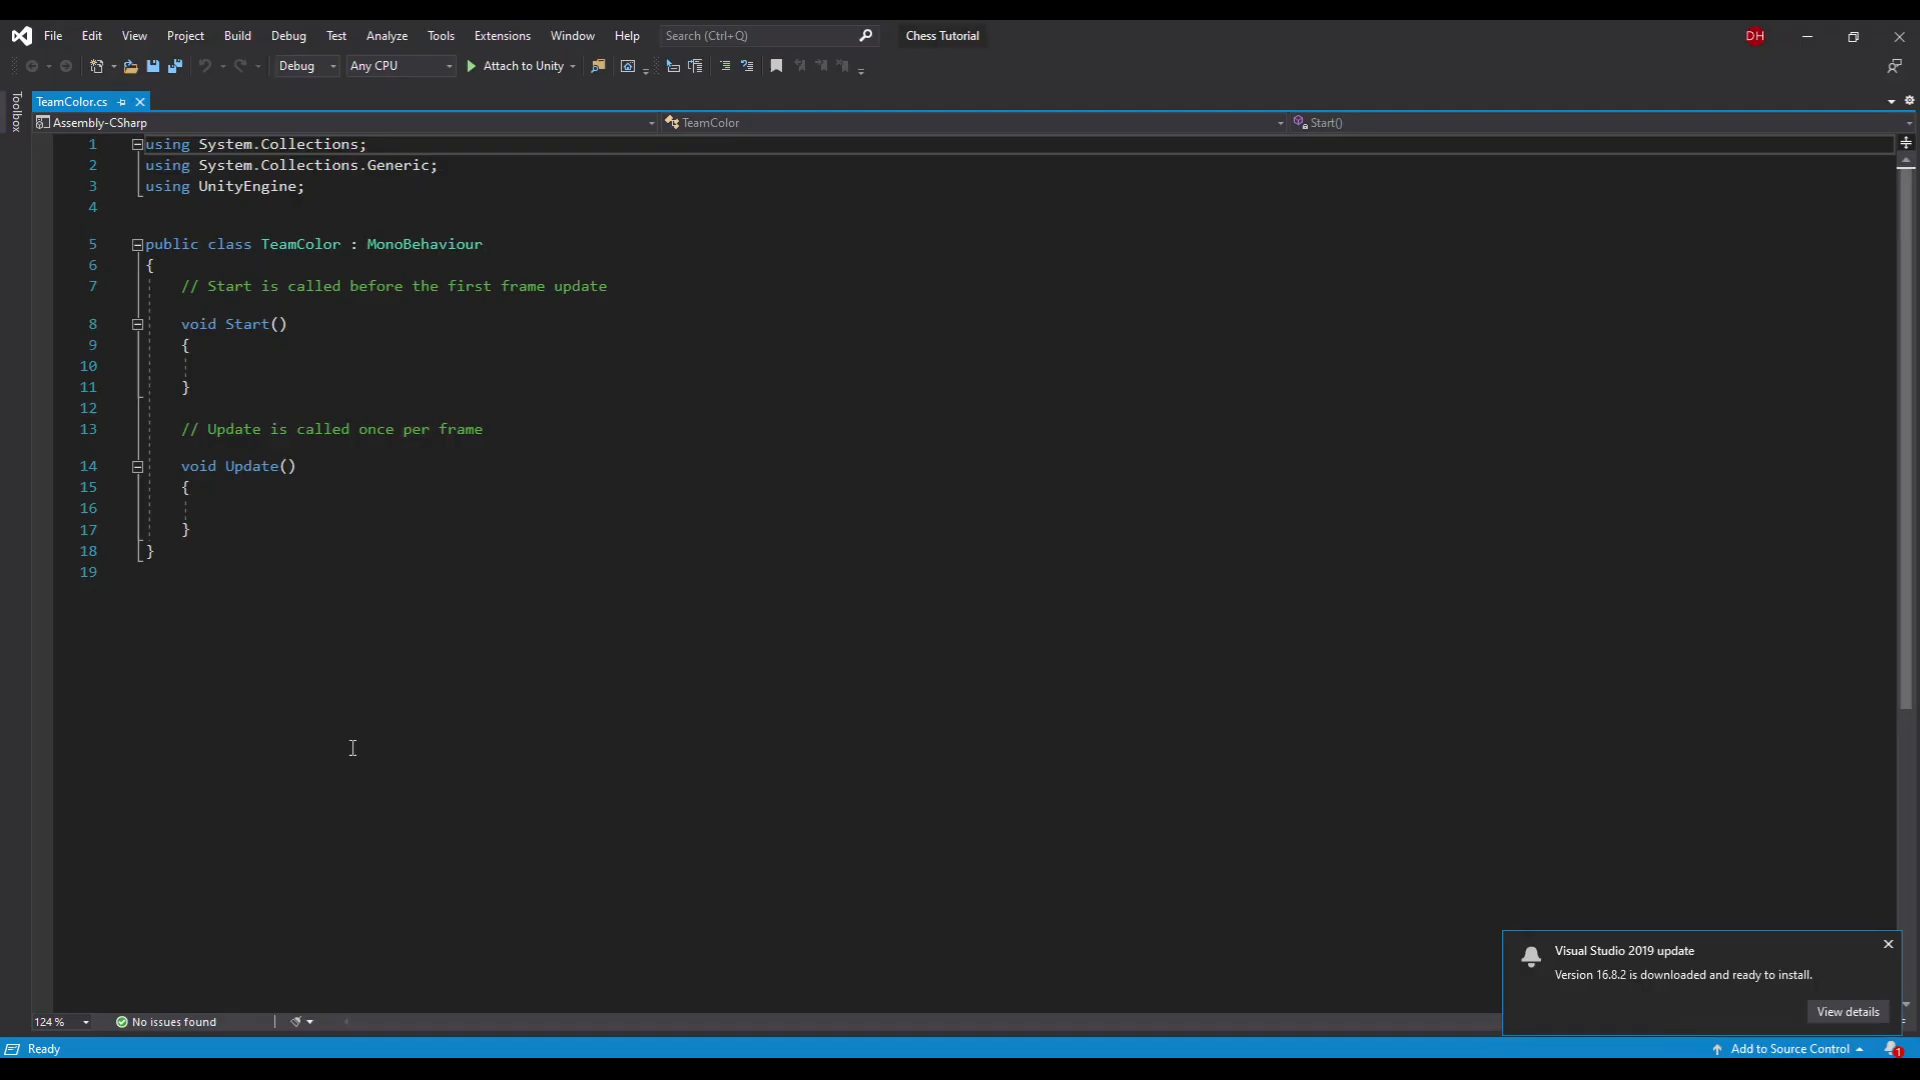 File Edit View Project Build Debug Test Analyze Tools Extensions Window Help Search (Ctrl+Q) Chess Tutorial DH
Debug Any CPU Attach to Unity
Toolbox
TeamColor.cs
Assembly-CSharp TeamColor Start()
1 using System.Collections;
2 using System.Collections.Generic;
3 using UnityEngine;
4
5 public class TeamColor : MonoBehaviour
6 {
7 // Start is called before the first frame update
8 void Start()
9 {
10
11 }
12
13 // Update is called once per frame
14 void Update()
15 {
16
17 }
18 }
19
Visual Studio 2019 update
Version 16.8.2 is downloaded and ready to install.
View details
124 % No issues found
Ready Add to Source Control 1